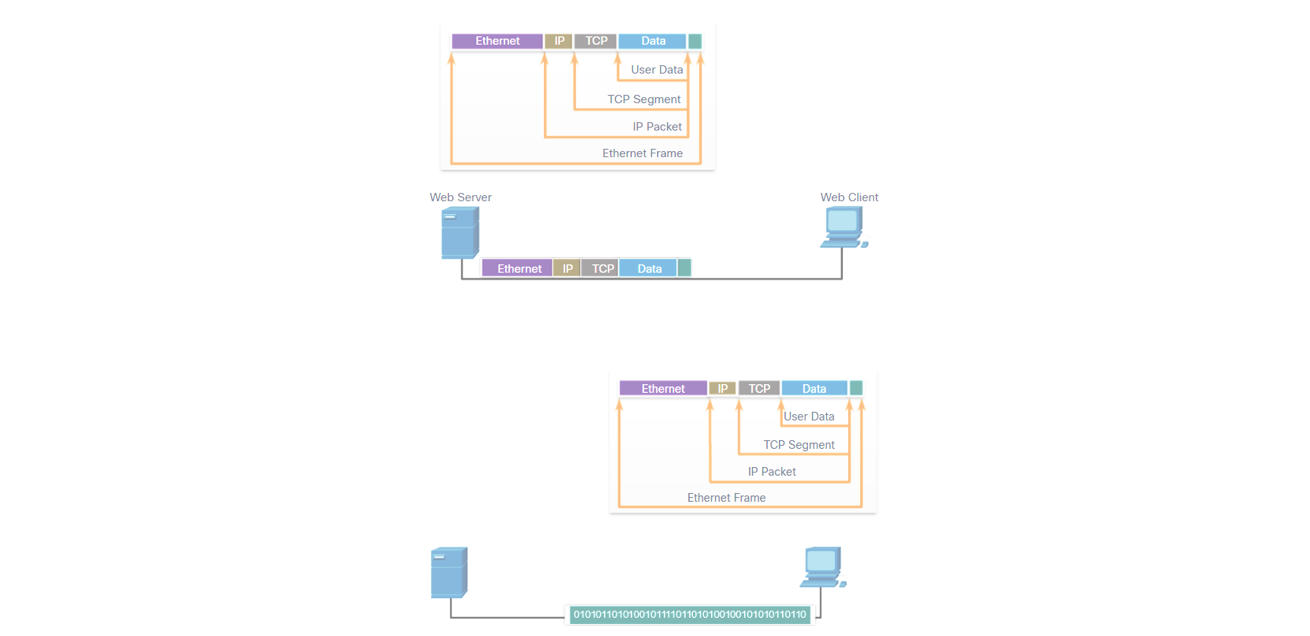 Ethernet IP TCP Data
User Data
TCP Segment
IP Packet
Ethernet Frame
Web Server Web Client
Ethernet IP TCP Data
Ethernet IP TCP Data
User Data
TCP Segment
IP Packet
Ethernet Frame